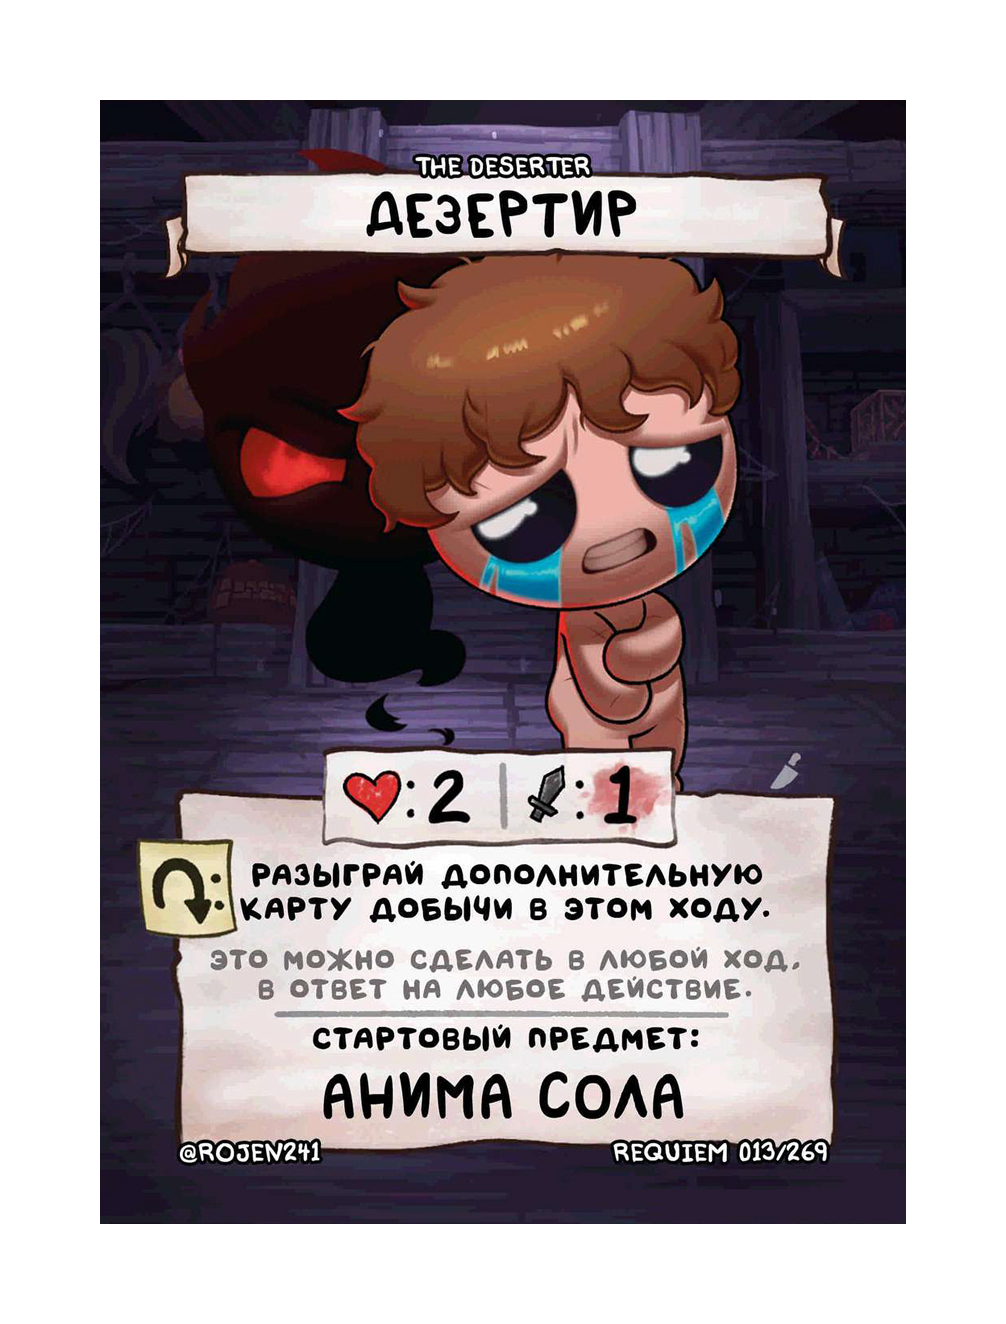 THE DESERTER
ДЕЗЕРТИР
:2 | :1
РАЗЫГРАЙ ДОПОЛНИТЕЛЬНУЮ
: КАРТУ ДОБЫЧИ В ЭТОМ ХОДУ.
ЭТО МОЖНО СДЕЛАТЬ В ЛЮБОЙ ХОД,
В ОТВЕТ НА ЛЮБОЕ ДЕЙСТВИЕ.
СТАРТОВЫЙ ПРЕДМЕТ:
АНИМА СОЛА
@ROJEN241 REQUIEM 013/269